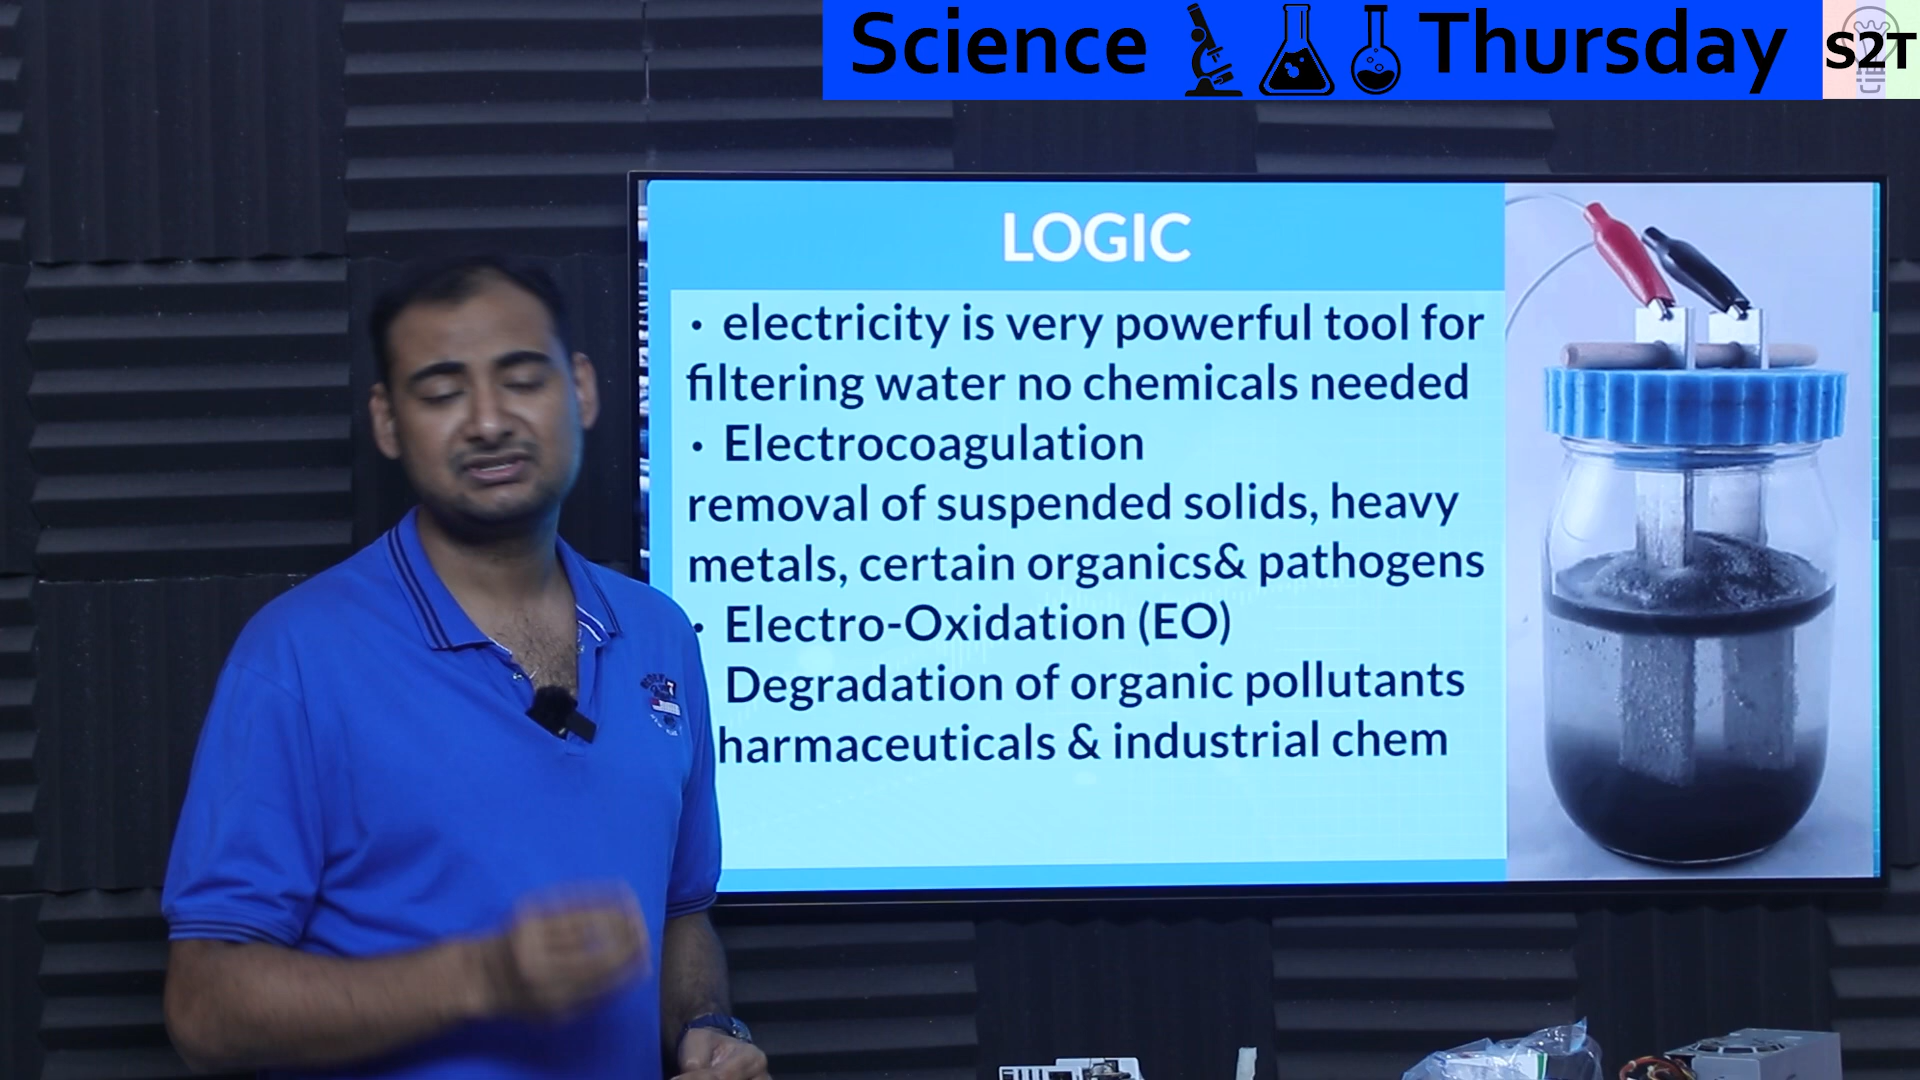 Science Thursday
S2T
LOGIC
• electricity is very powerful tool for
filtering water no chemicals needed
• Electrocoagulation
removal of suspended solids, heavy
metals, certain organics& pathogens
• Electro-Oxidation (EO)
Degradation of organic pollutants
harmaceuticals & industrial chem